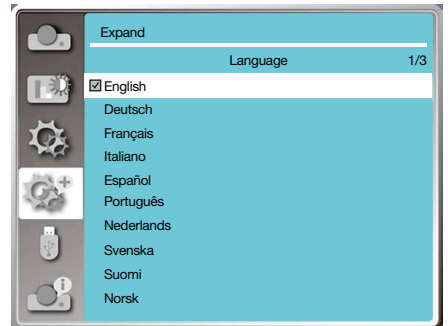 Expand
Language 1/3
English
Deutsch
Français
Italiano
Español
Português
Nederlands
Svenska
Suomi
Norsk